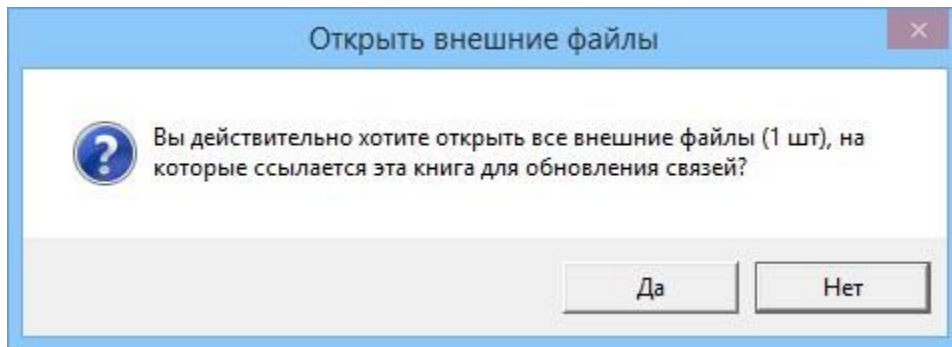 Открыть внешние файлы
Вы действительно хотите открыть все внешние файлы (1 шт), на
которые ссылается эта книга для обновления связей?
Да
Нет